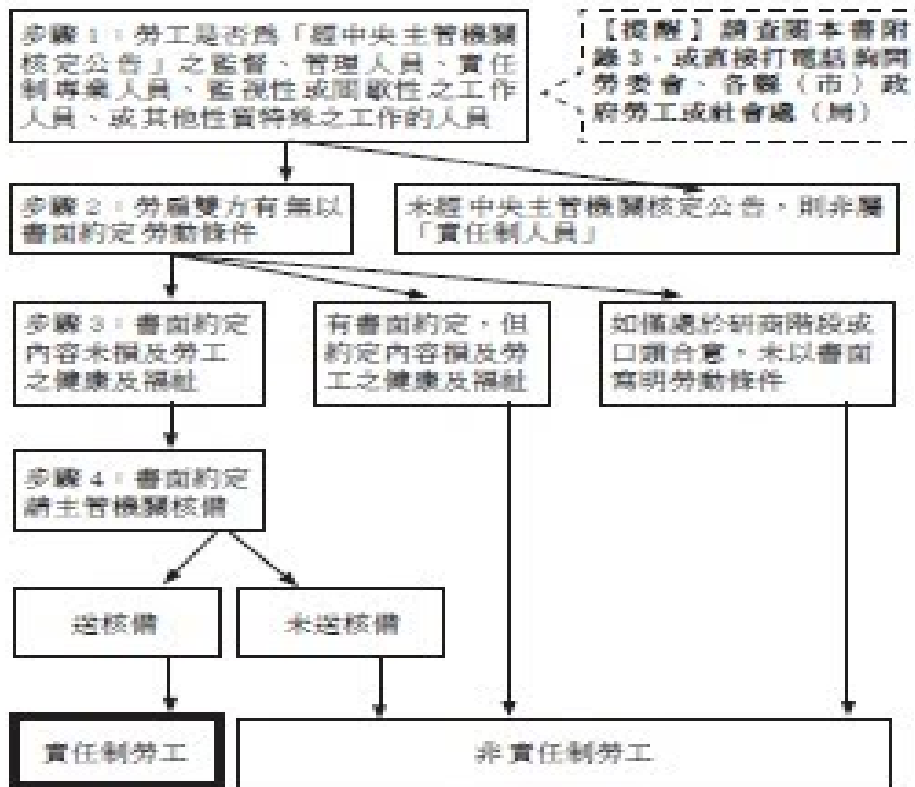 步驟 1：勞工是否為「經中央主管機關
核定公告」之監督、管理人員、責任
制專業人員、監視性或間歇性之工作
人員、或其他性質特殊之工作的人員
【提醒】請查閱本書附
錄 3，或直接打電話詢問
勞委會、各縣（市）政
府勞工或社會處（局）
步驟 2：勞雇雙方有無以
書面約定勞動條件
未經中央主管機關核定公告，則非屬
「責任制人員」
步驟 3：書面約定
內容未損及勞工
之健康及福祉
有書面約定，但
約定內容損及勞
工之健康及福祉
如僅處於研商階段或
口頭合意，未以書面
寫明勞動條件
步驟 4：書面約定
請主管機關核備
送核備
未送核備
責任制勞工
非責任制勞工